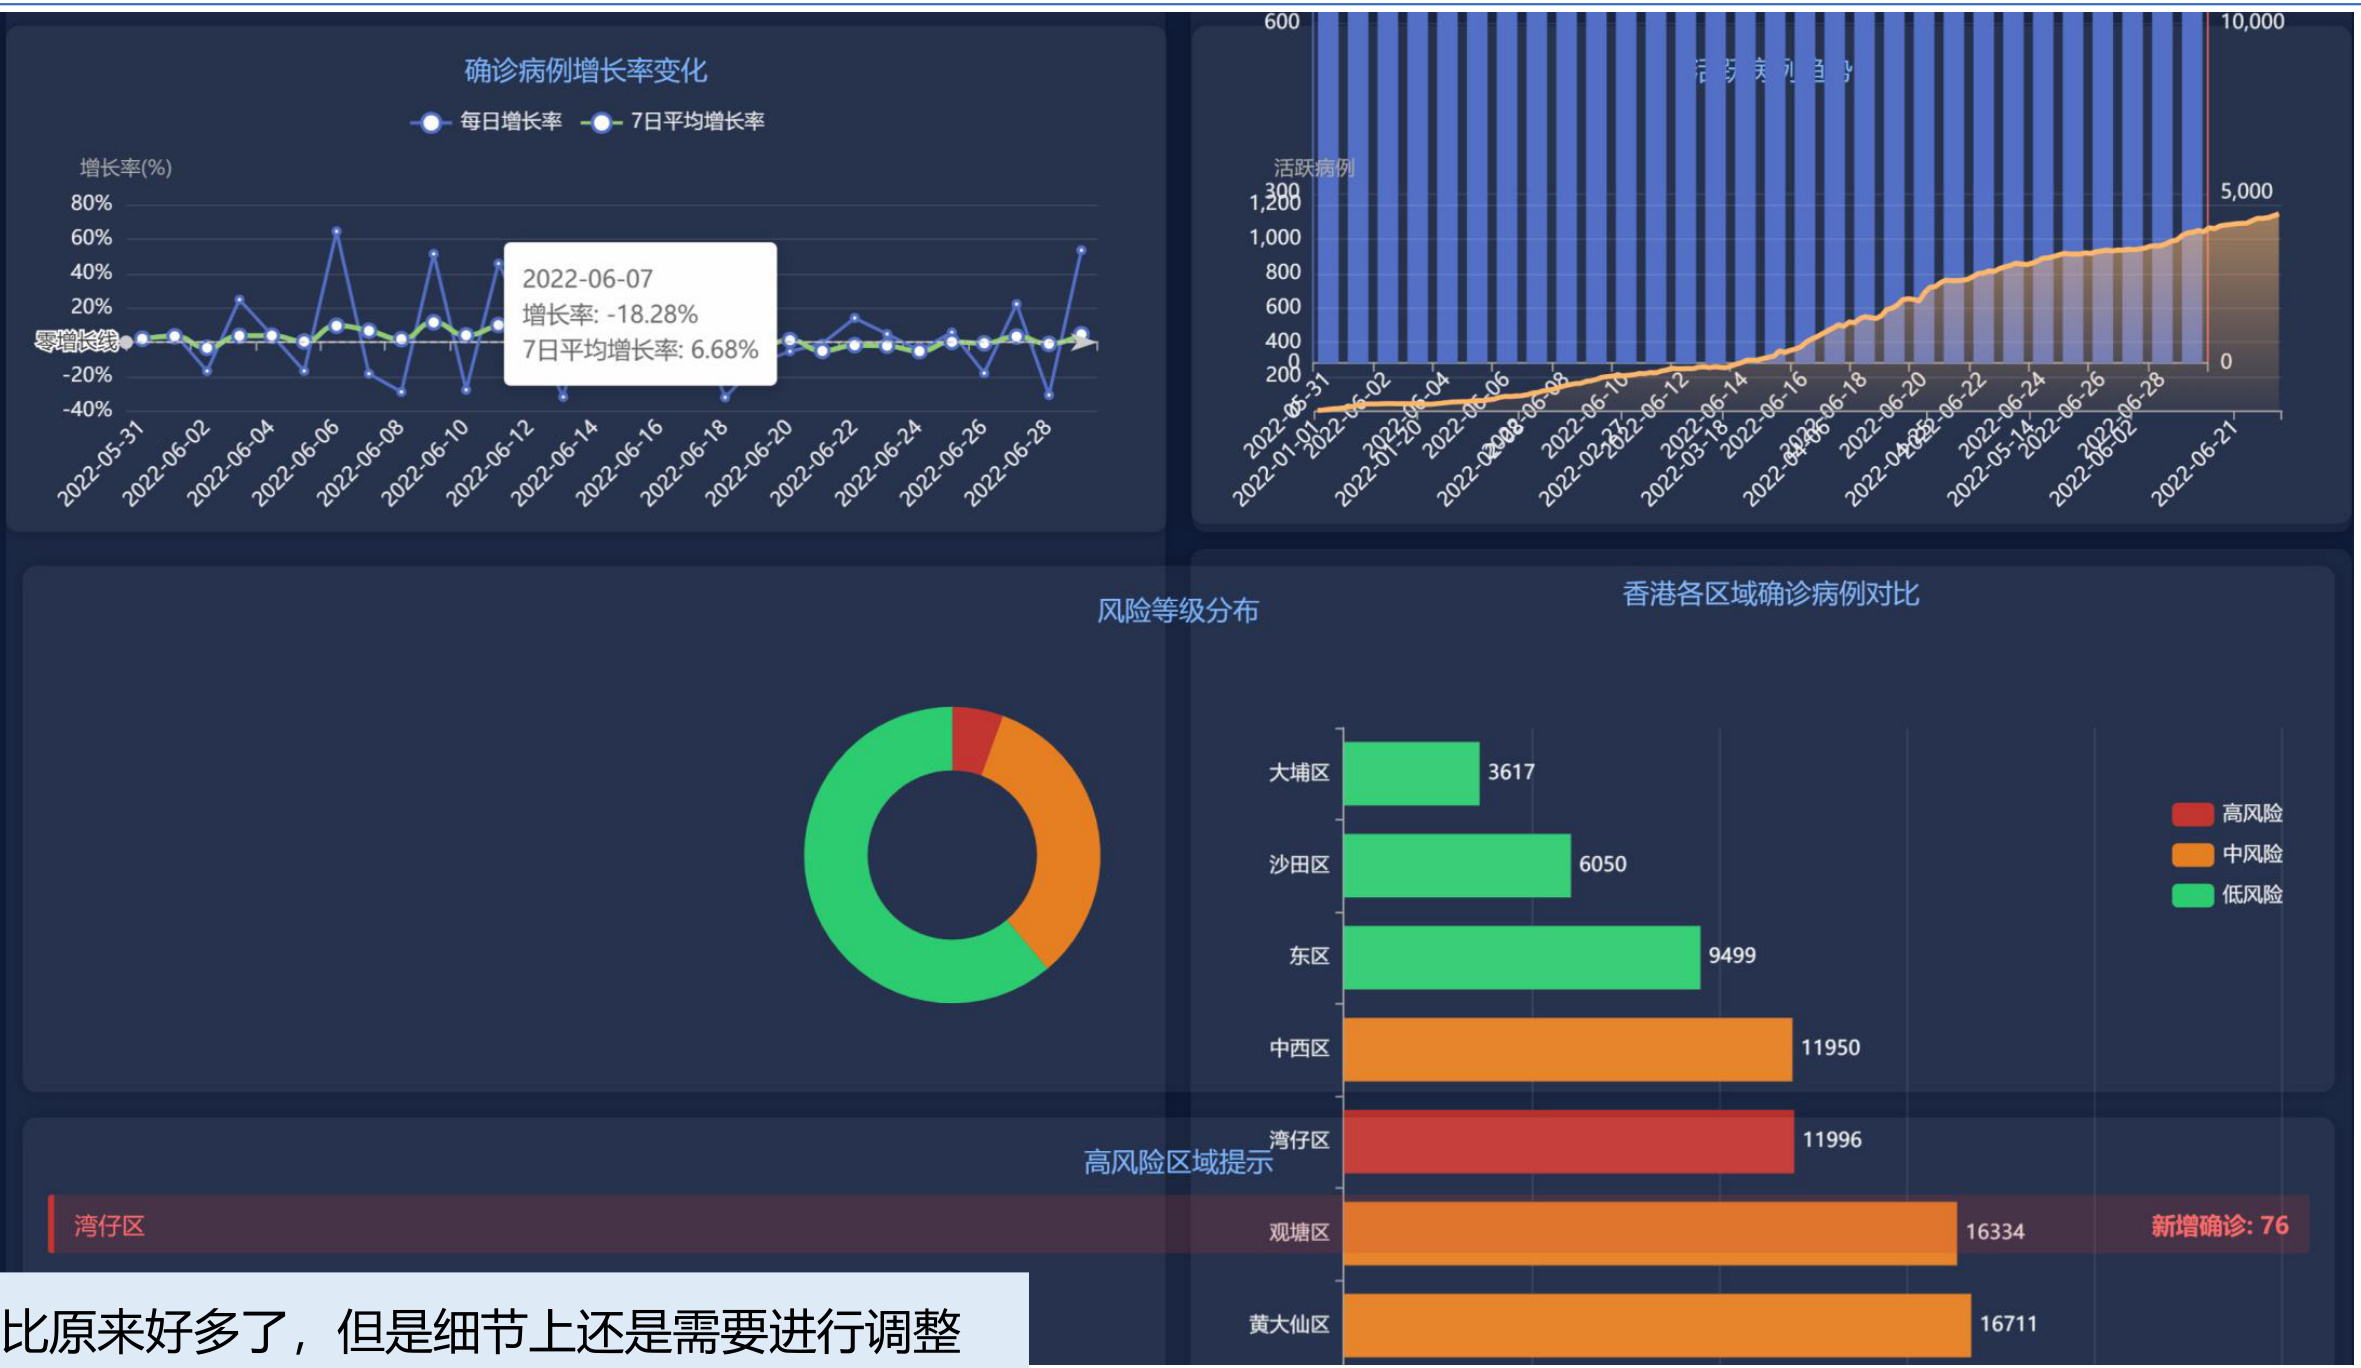 确诊病例增长率变化
每日增长率
7日平均增长率
增长率(%)
80%
60%
40%
20%
零增长线
-20%
-40%
2022-05-31
2022-06-02
2022-06-04
2022-06-06
2022-06-08
2022-06-10
2022-06-12
2022-06-14
2022-06-16
2022-06-18
2022-06-20
2022-06-22
2022-06-24
2022-06-26
2022-06-28
2022-06-07
增长率: -18.28%
7日平均增长率: 6.68%
600
10,000
活跃病例趋势
活跃病例
300
5,000
1,200
1,000
800
600
400
0
200
0
0
2022-05-31
2022-06-02
2022-06-04
2022-06-06
2022-06-08
2022-06-10
2022-06-12
2022-06-14
2022-06-16
2022-06-18
2022-06-20
2022-06-22
2022-06-24
2022-06-26
2022-06-28
2022-01-01
2022-01-20
2022-02-08
2022-02-27
2022-03-18
2022-04-06
2022-04-25
2022-05-14
2022-06-02
2022-06-21
风险等级分布
香港各区域确诊病例对比
大埔区
3617
沙田区
6050
东区
9499
中西区
11950
湾仔区
11996
观塘区
16334
黄大仙区
16711
高风险
中风险
低风险
高风险区域提示
湾仔区
新增确诊: 76
比原来好多了，但是细节上还是需要进行调整